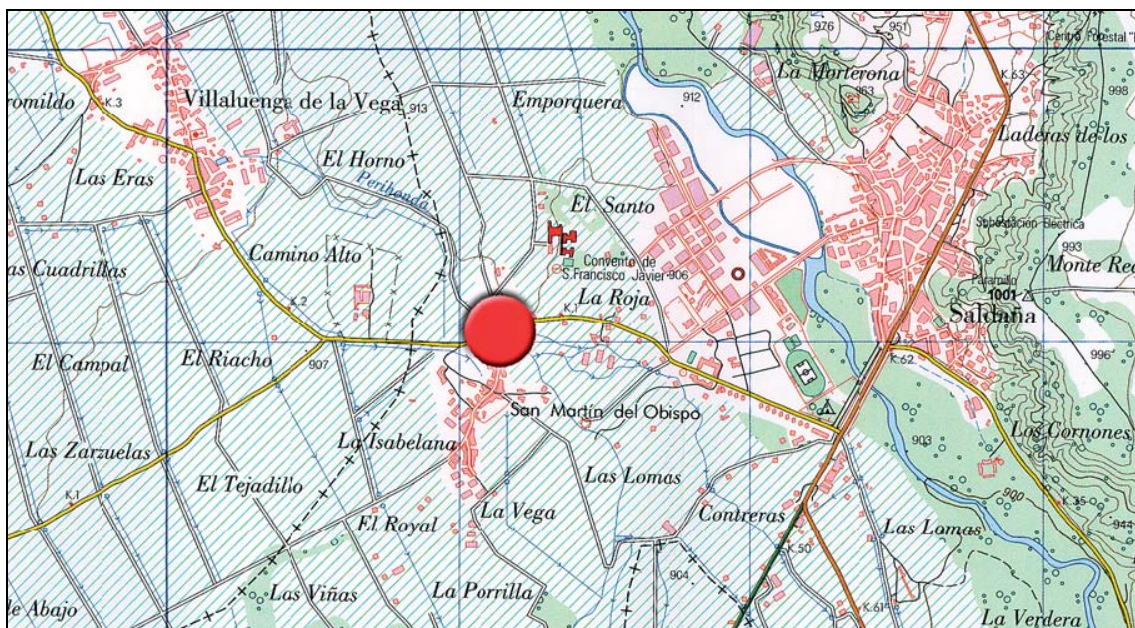 976
951
Centro Forestal "
La Morterona
963
K.63
998
romildo
K.3
Villaluenga de la Vega
913
Emporquera
912
Laderas de los
Las Eras
El Horno
Perihonda
El Santo
Subestación Eléctrica
993
Camino Alto
Convento de
S. Francisco Javier
906
as Cuadrillas
Monte Re
Paramillo
1001
K.2
K.1
La Roja
Saldaña
El Campal
El Riacho
907
K.62
996
San Martín del Obispo
La Isabelana
903
Los Cornones
Las Zarzuelas
El Tejadillo
Las Lomas
K.1
El Royal
La Vega
Contreras
Las Lomas
900
K.35
944
K.50
904
Las Viñas
La Porrilla
de Abajo
K.61
La Verdera